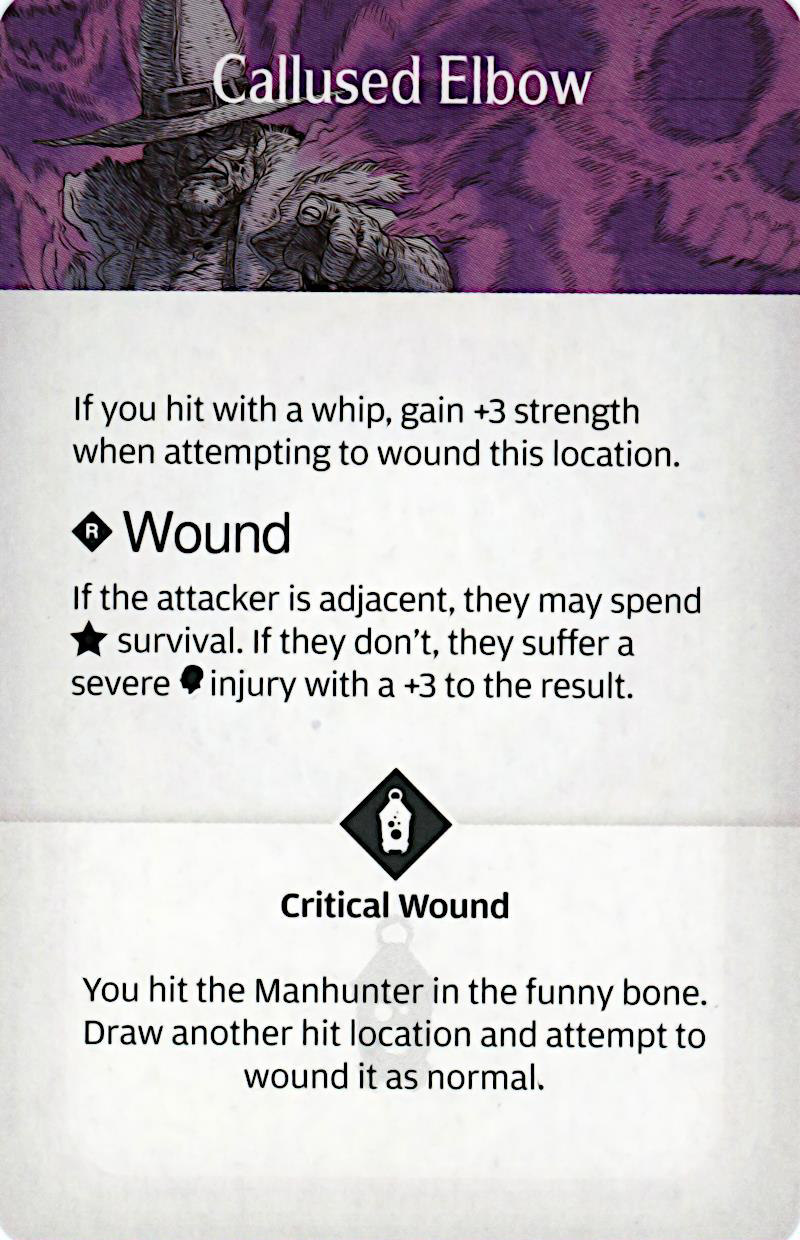 Callused Elbow
If you hit with a whip, gain +3 strength
when attempting to wound this location.
R Wound
If the attacker is adjacent, they may spend
★ survival. If they don't, they suffer a
severe injury with a +3 to the result.
Critical Wound
You hit the Manhunter in the funny bone.
Draw another hit location and attempt to
wound it as normal.